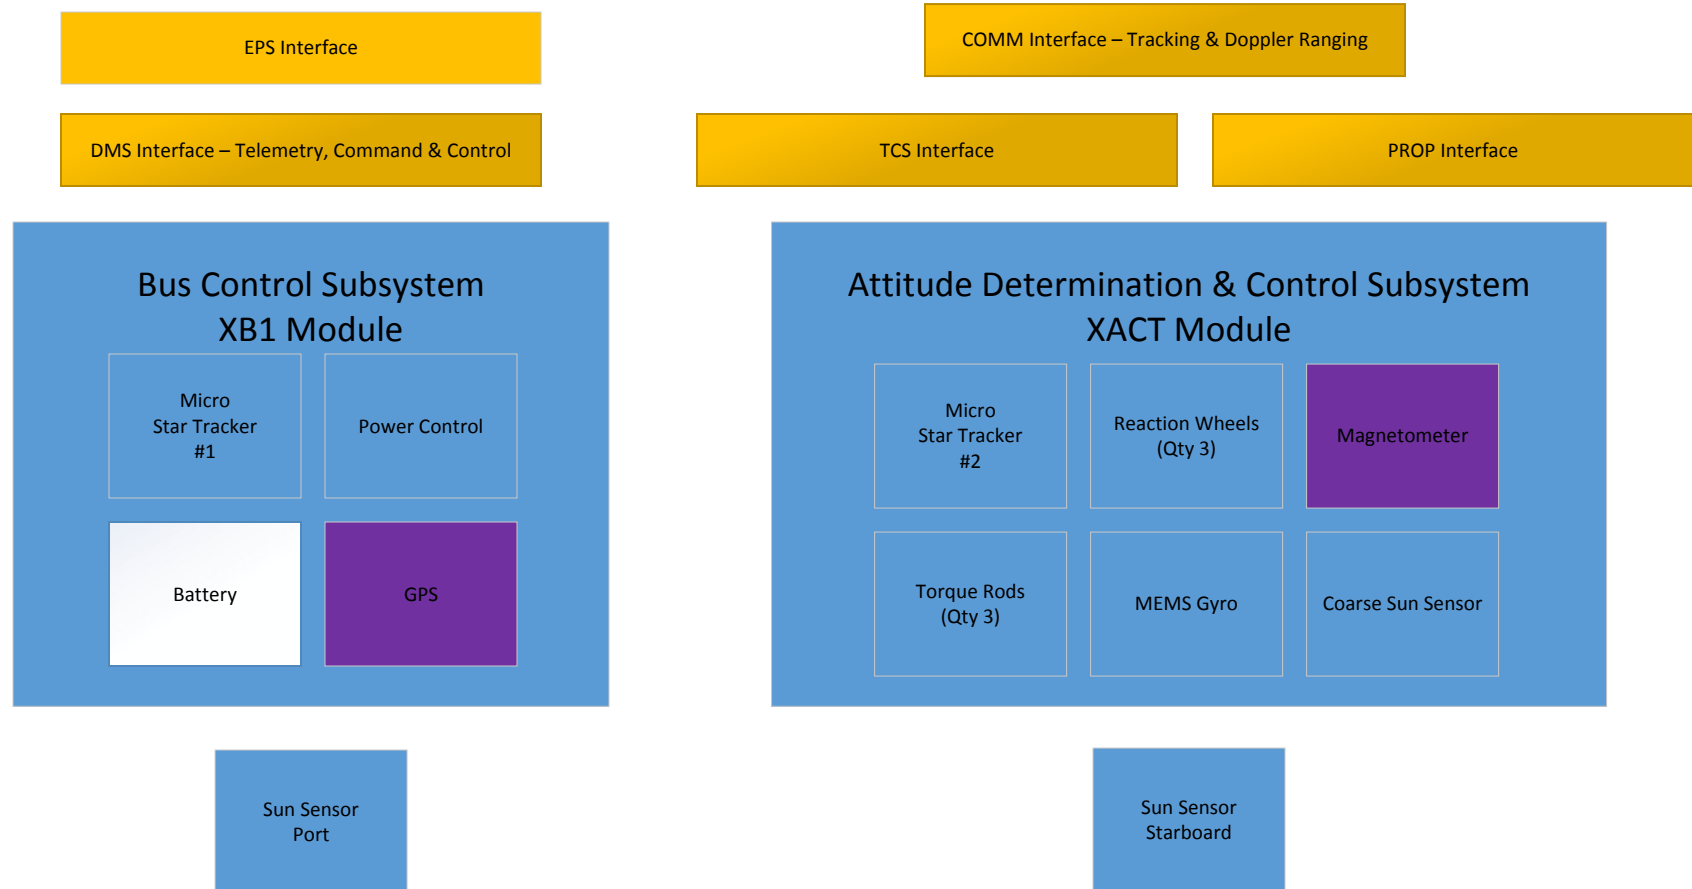 EPS Interface
COMM Interface – Tracking & Doppler Ranging
DMS Interface – Telemetry, Command & Control
TCS Interface
PROP Interface
Bus Control Subsystem
XB1 Module
Micro
Star Tracker
#1
Power Control
Battery
GPS
Attitude Determination & Control Subsystem
XACT Module
Micro
Star Tracker
#2
Reaction Wheels
(Qty 3)
Magnetometer
Torque Rods
(Qty 3)
MEMS Gyro
Coarse Sun Sensor
Sun Sensor
Port
Sun Sensor
Starboard